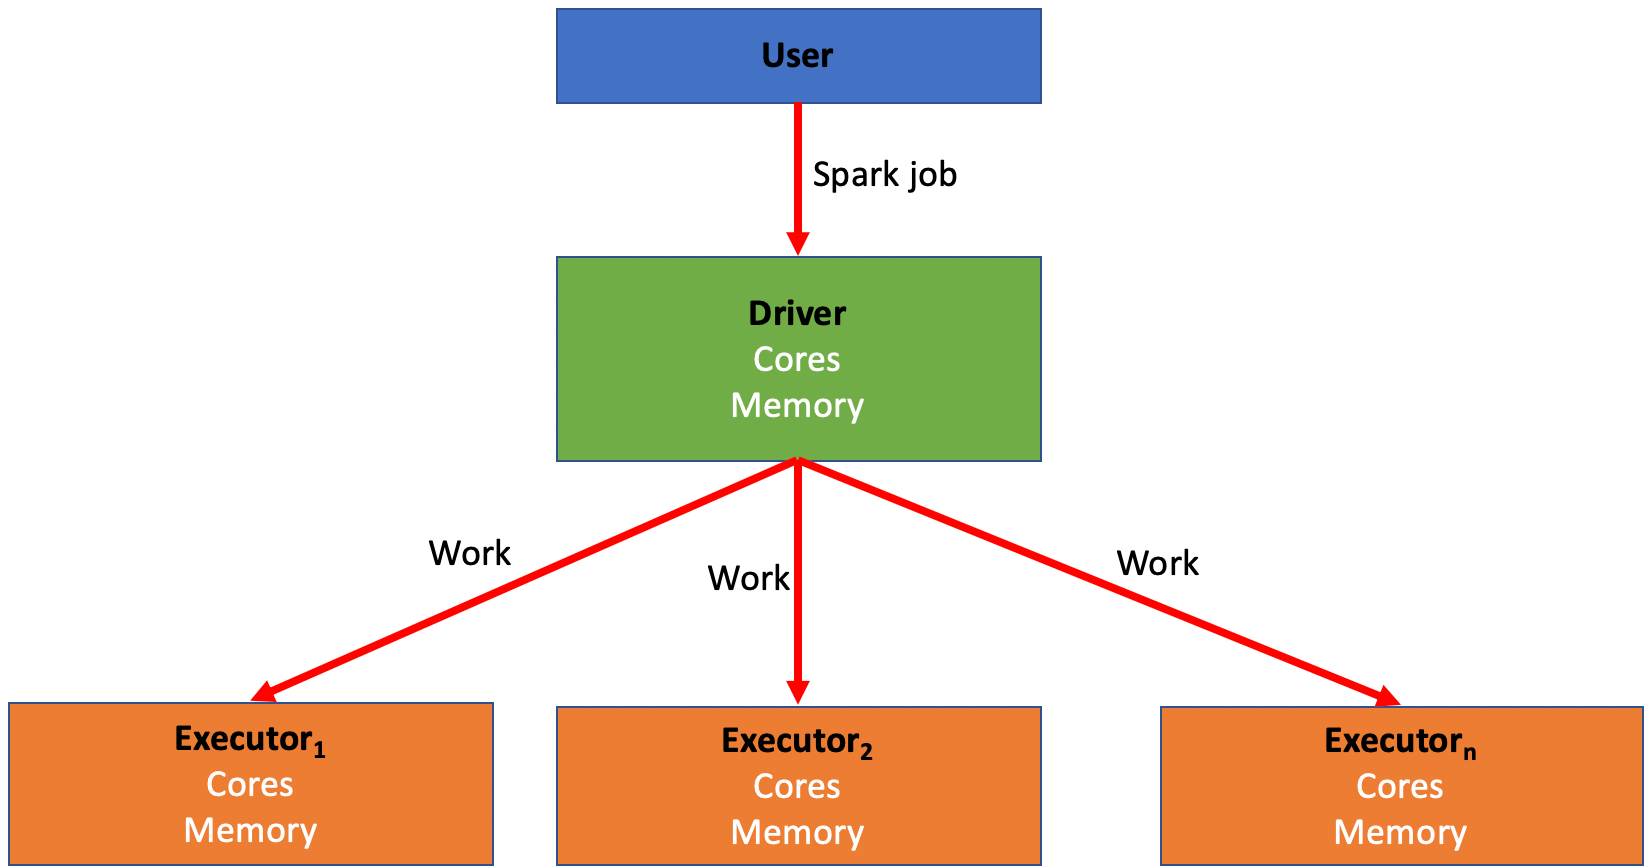 User
Spark job
Driver
Cores
Memory
Work
Work
Work
Executor₁
Cores
Memory
Executor₂
Cores
Memory
Executorₙ
Cores
Memory